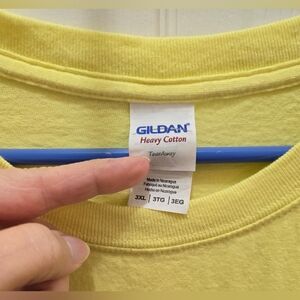 GILDAN
Heavy Cotton
TearAway
Made in Nicaragua
Fabriqué au Nicaragua
Hecho en Nicaragua
3XL | 3TG | 3EG